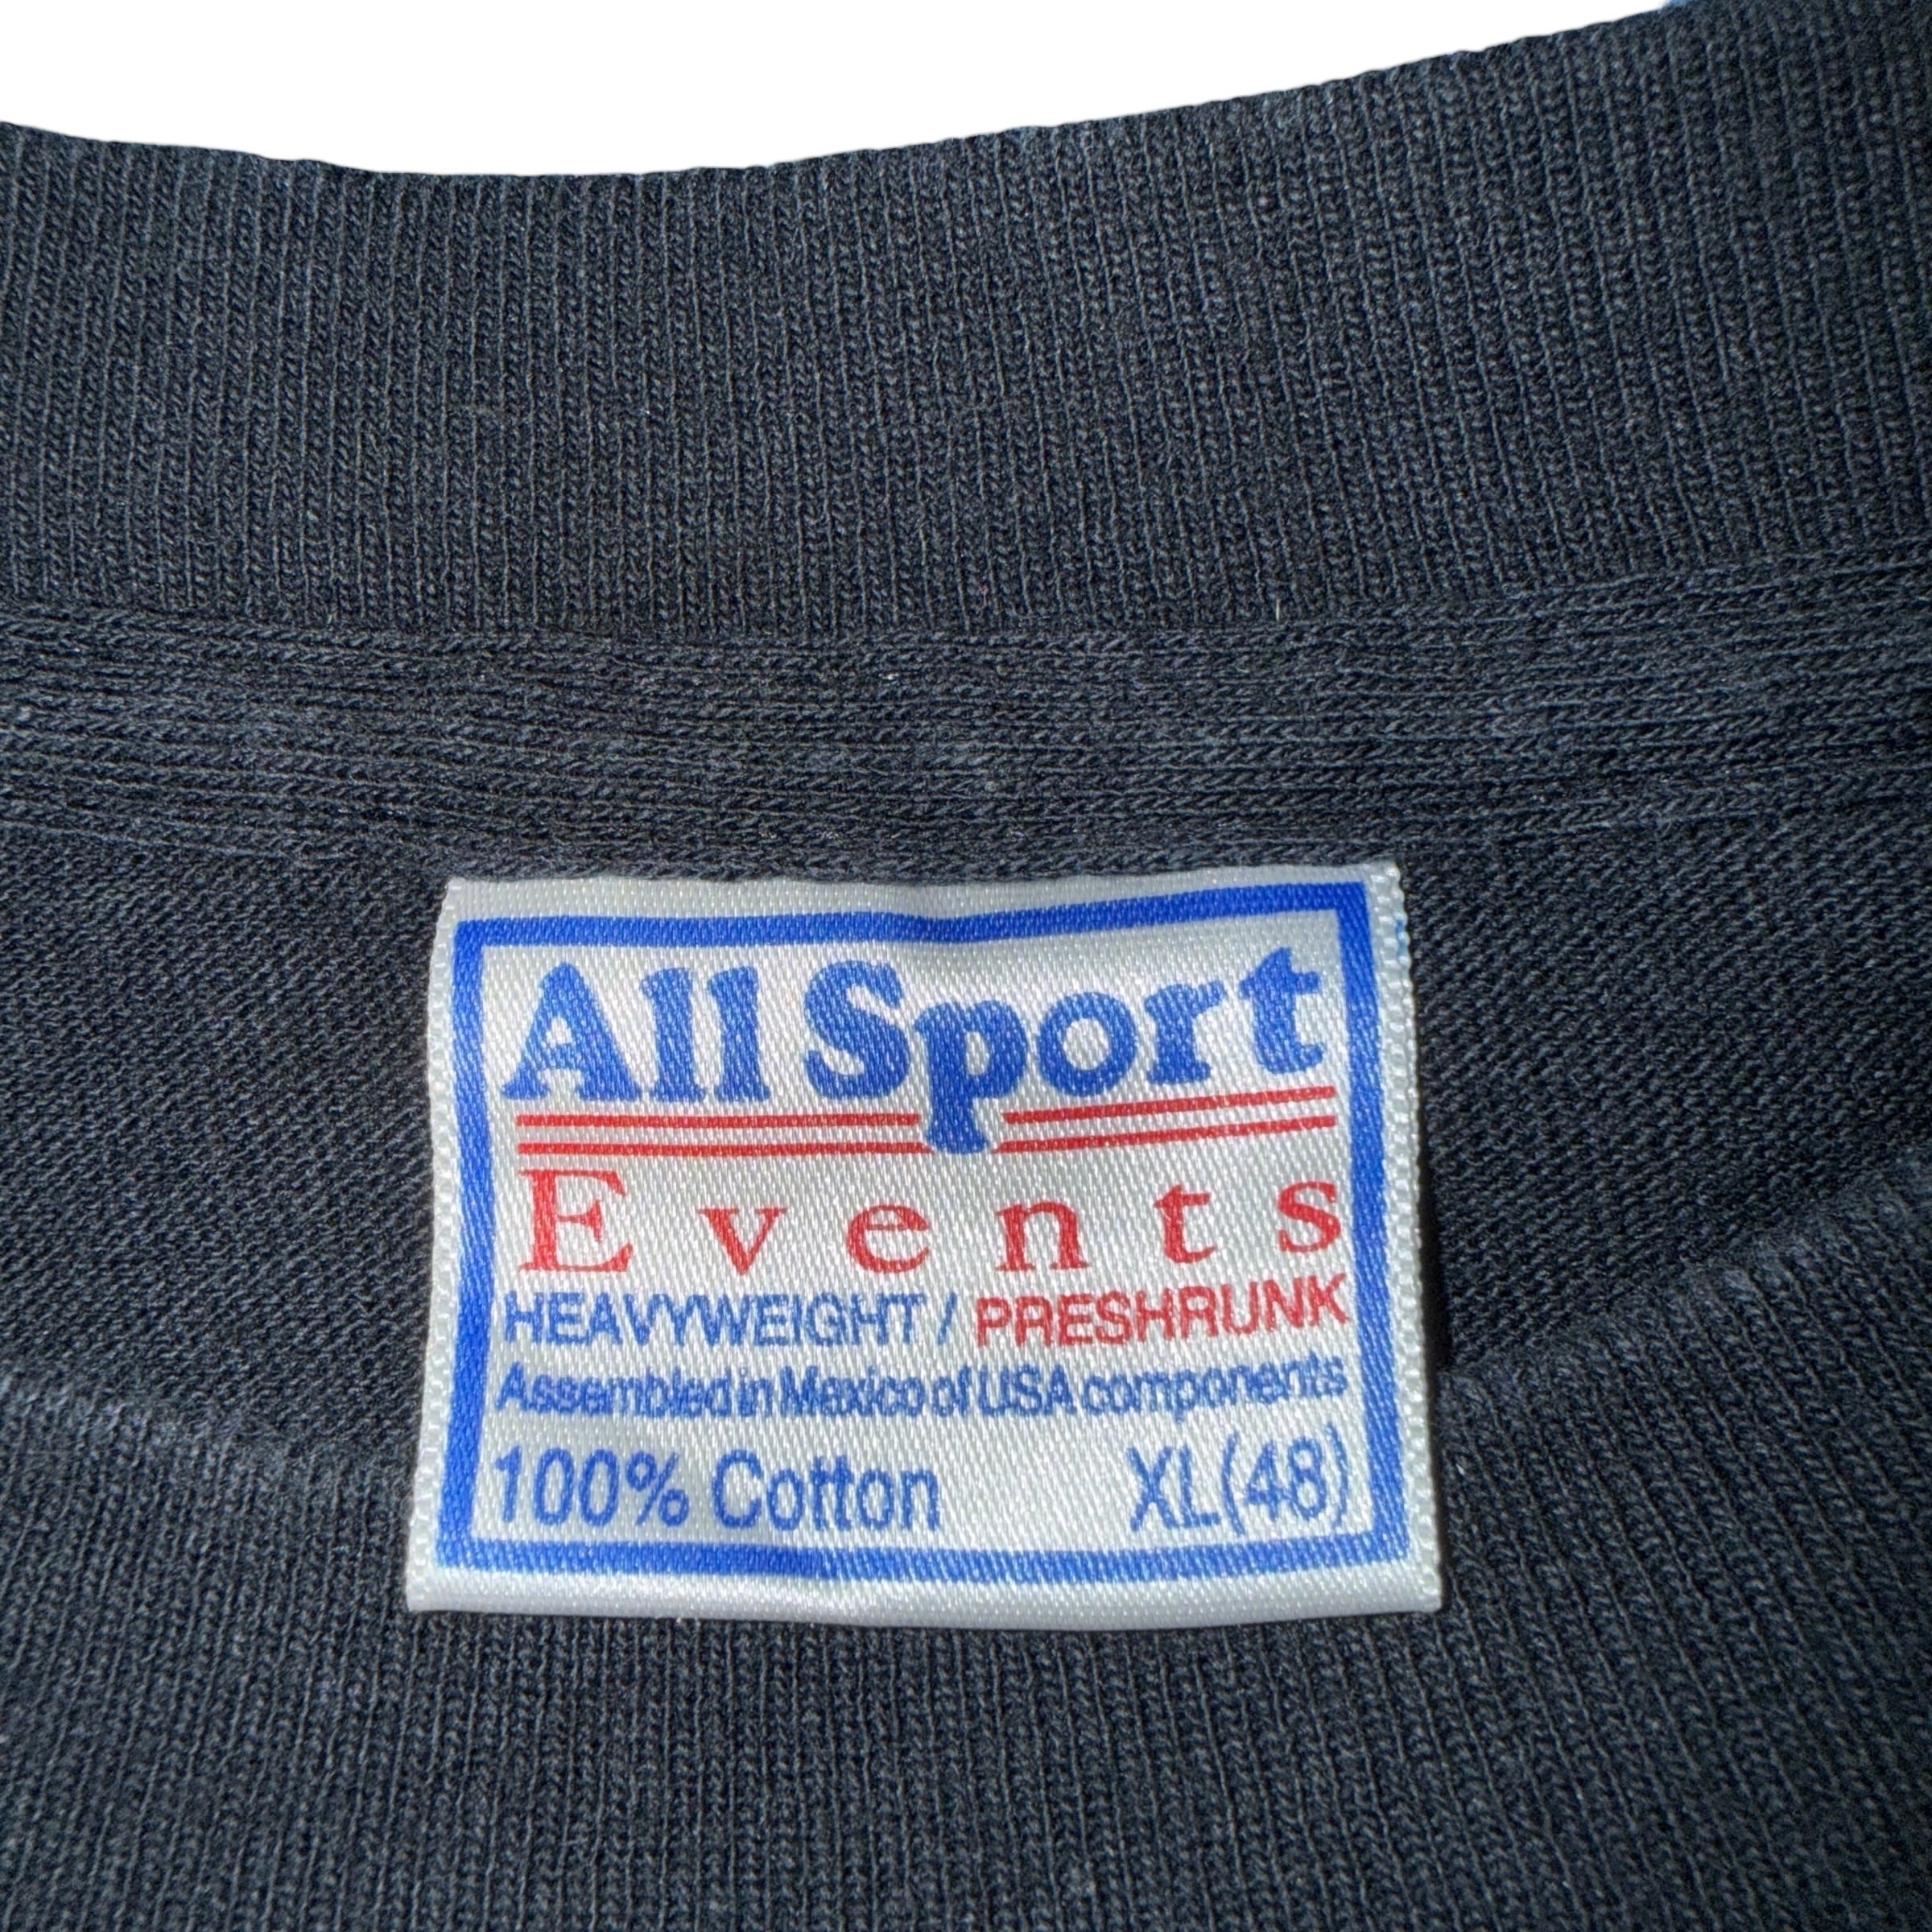 All Sport
Events
HEAVYWEIGHT / PRESHRUNK
Assembled in Mexico of USA components
100% Cotton XL(48)